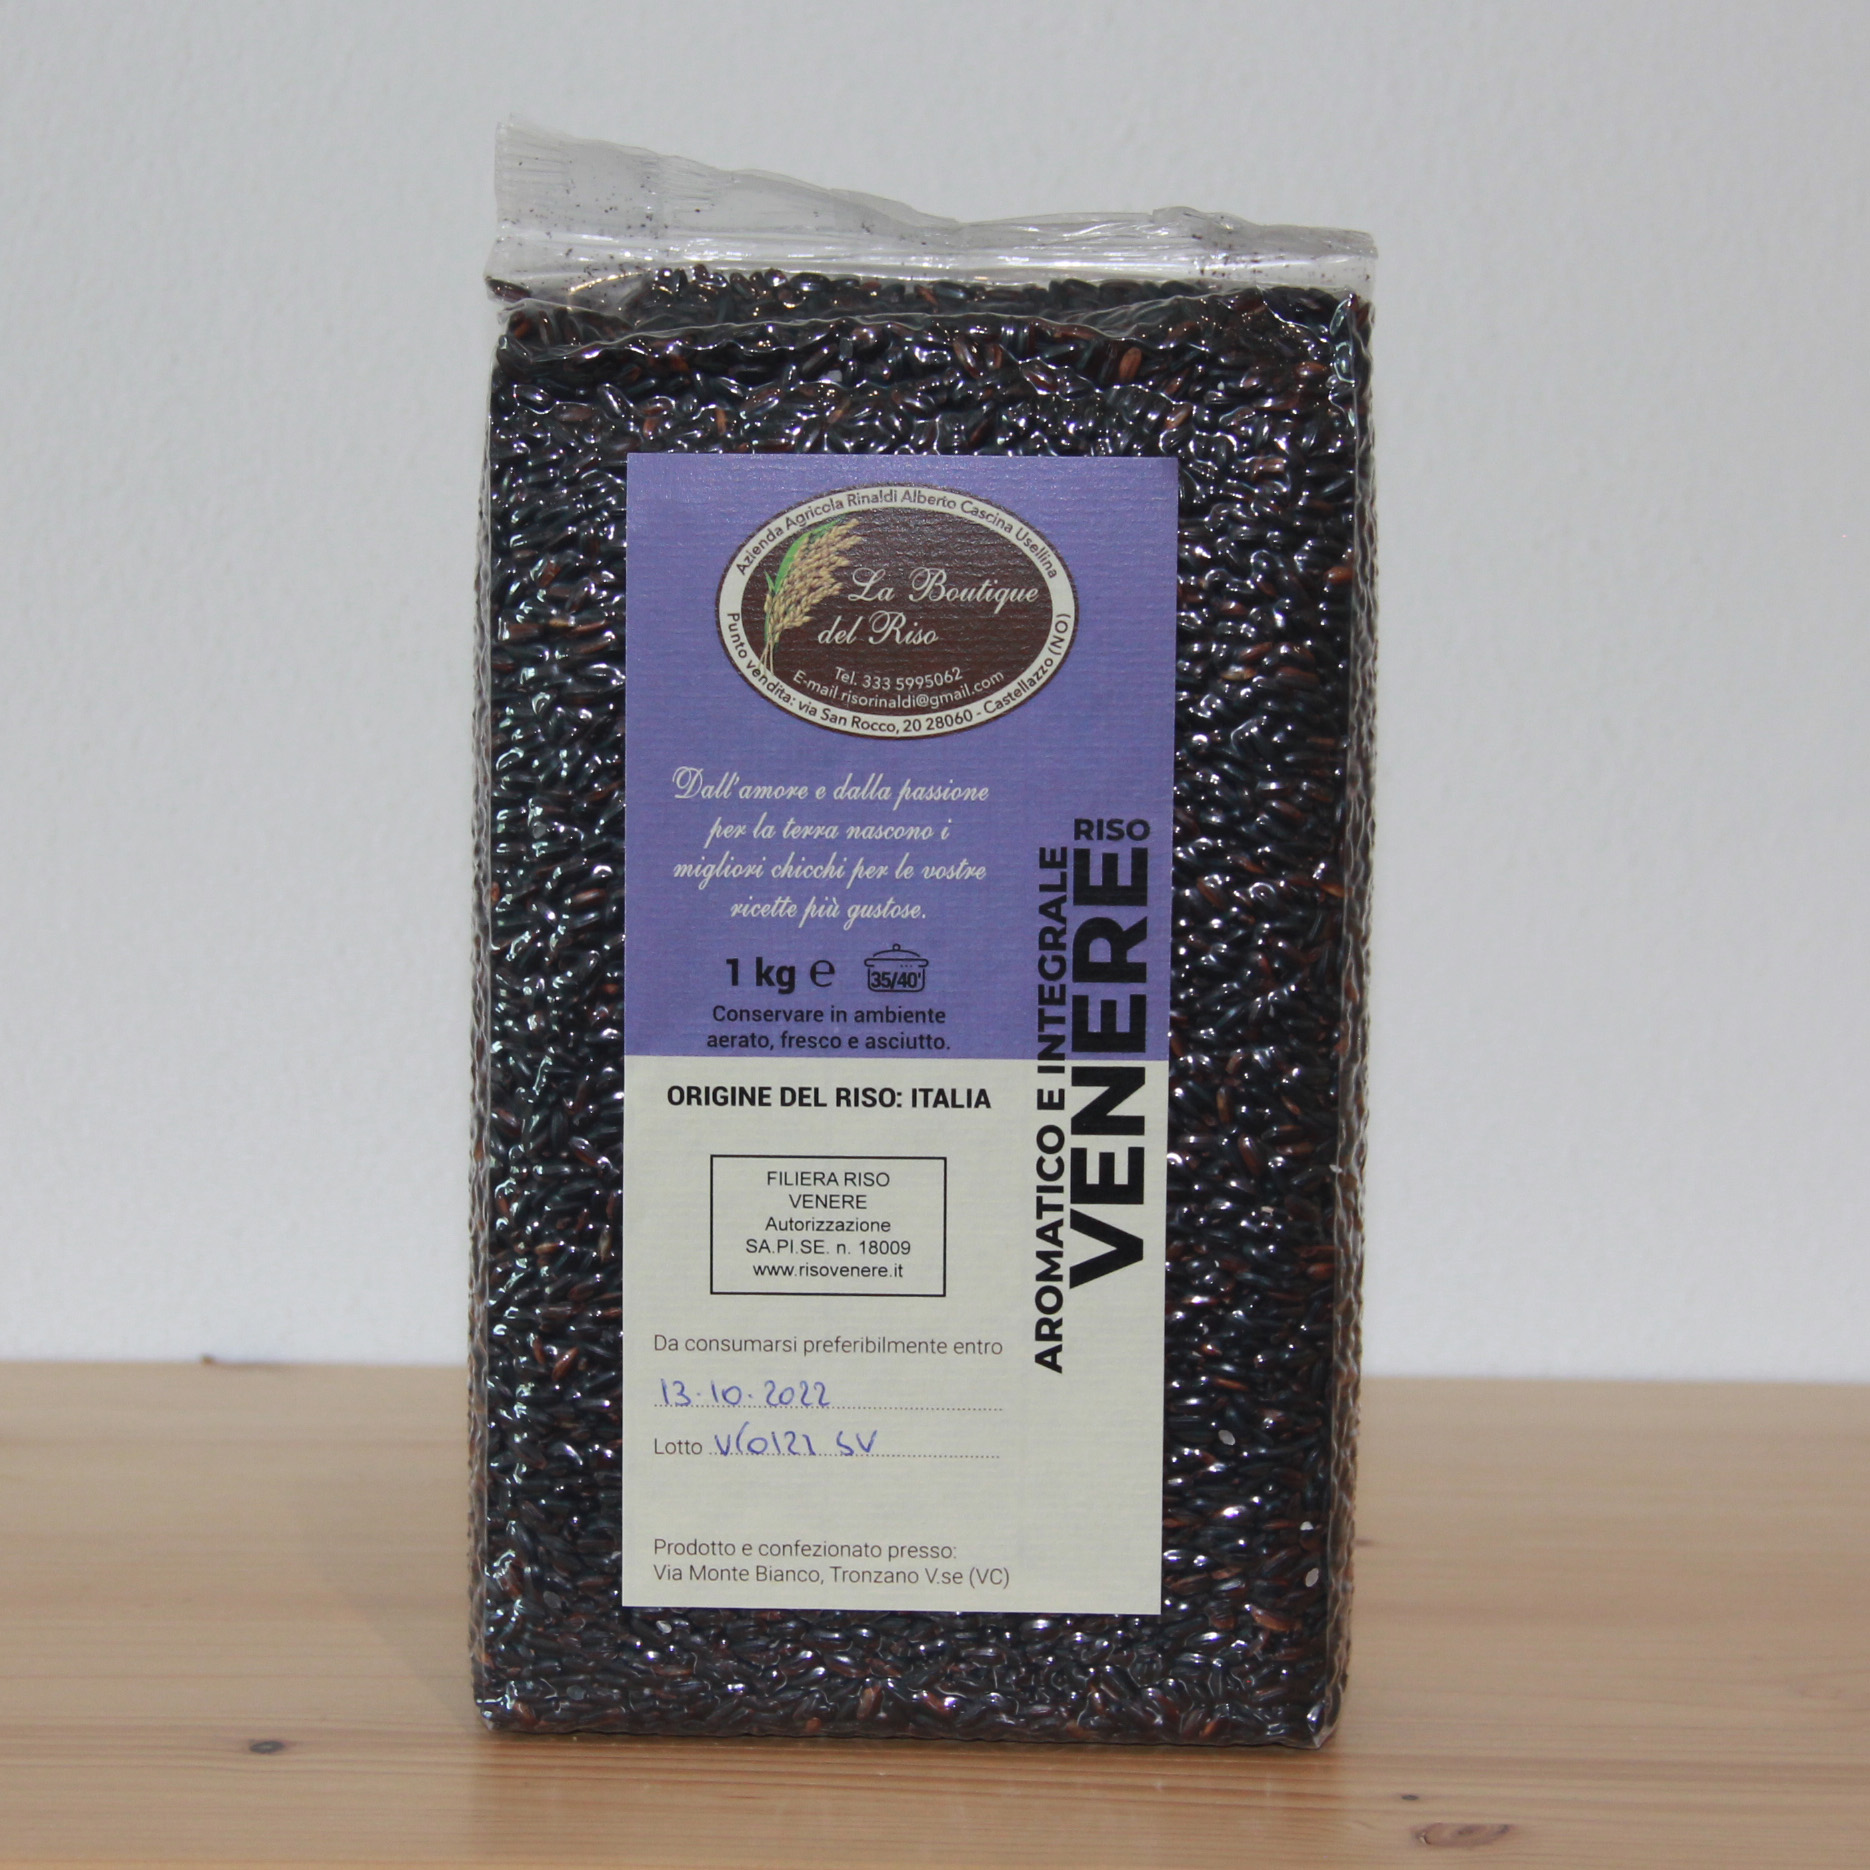 Azienda Agricola Rinaldi Alberto Cascina Usellina
La Boutique
del Riso
Tel. 333 5995062
E-mail.risorinaldi@gmail.com
Punto vendita: via San Rocco, 20 28060 - Castellazzo (NO)
Dall'amore e dalla passione
per la terra nascono i
migliori chicchi per le vostre
ricette più gustose.
1 kg ℮
35/40'
Conservare in ambiente
aerato, fresco e asciutto.
RISO
VENERE
AROMATICO E INTEGRALE
ORIGINE DEL RISO: ITALIA
FILIERA RISO
VENERE
Autorizzazione
SA.PI.SE. n. 18009
www.risovenere.it
Da consumarsi preferibilmente entro
13.10.2022
Lotto
Prodotto e confezionato presso:
Via Monte Bianco, Tronzano V.se (VC)